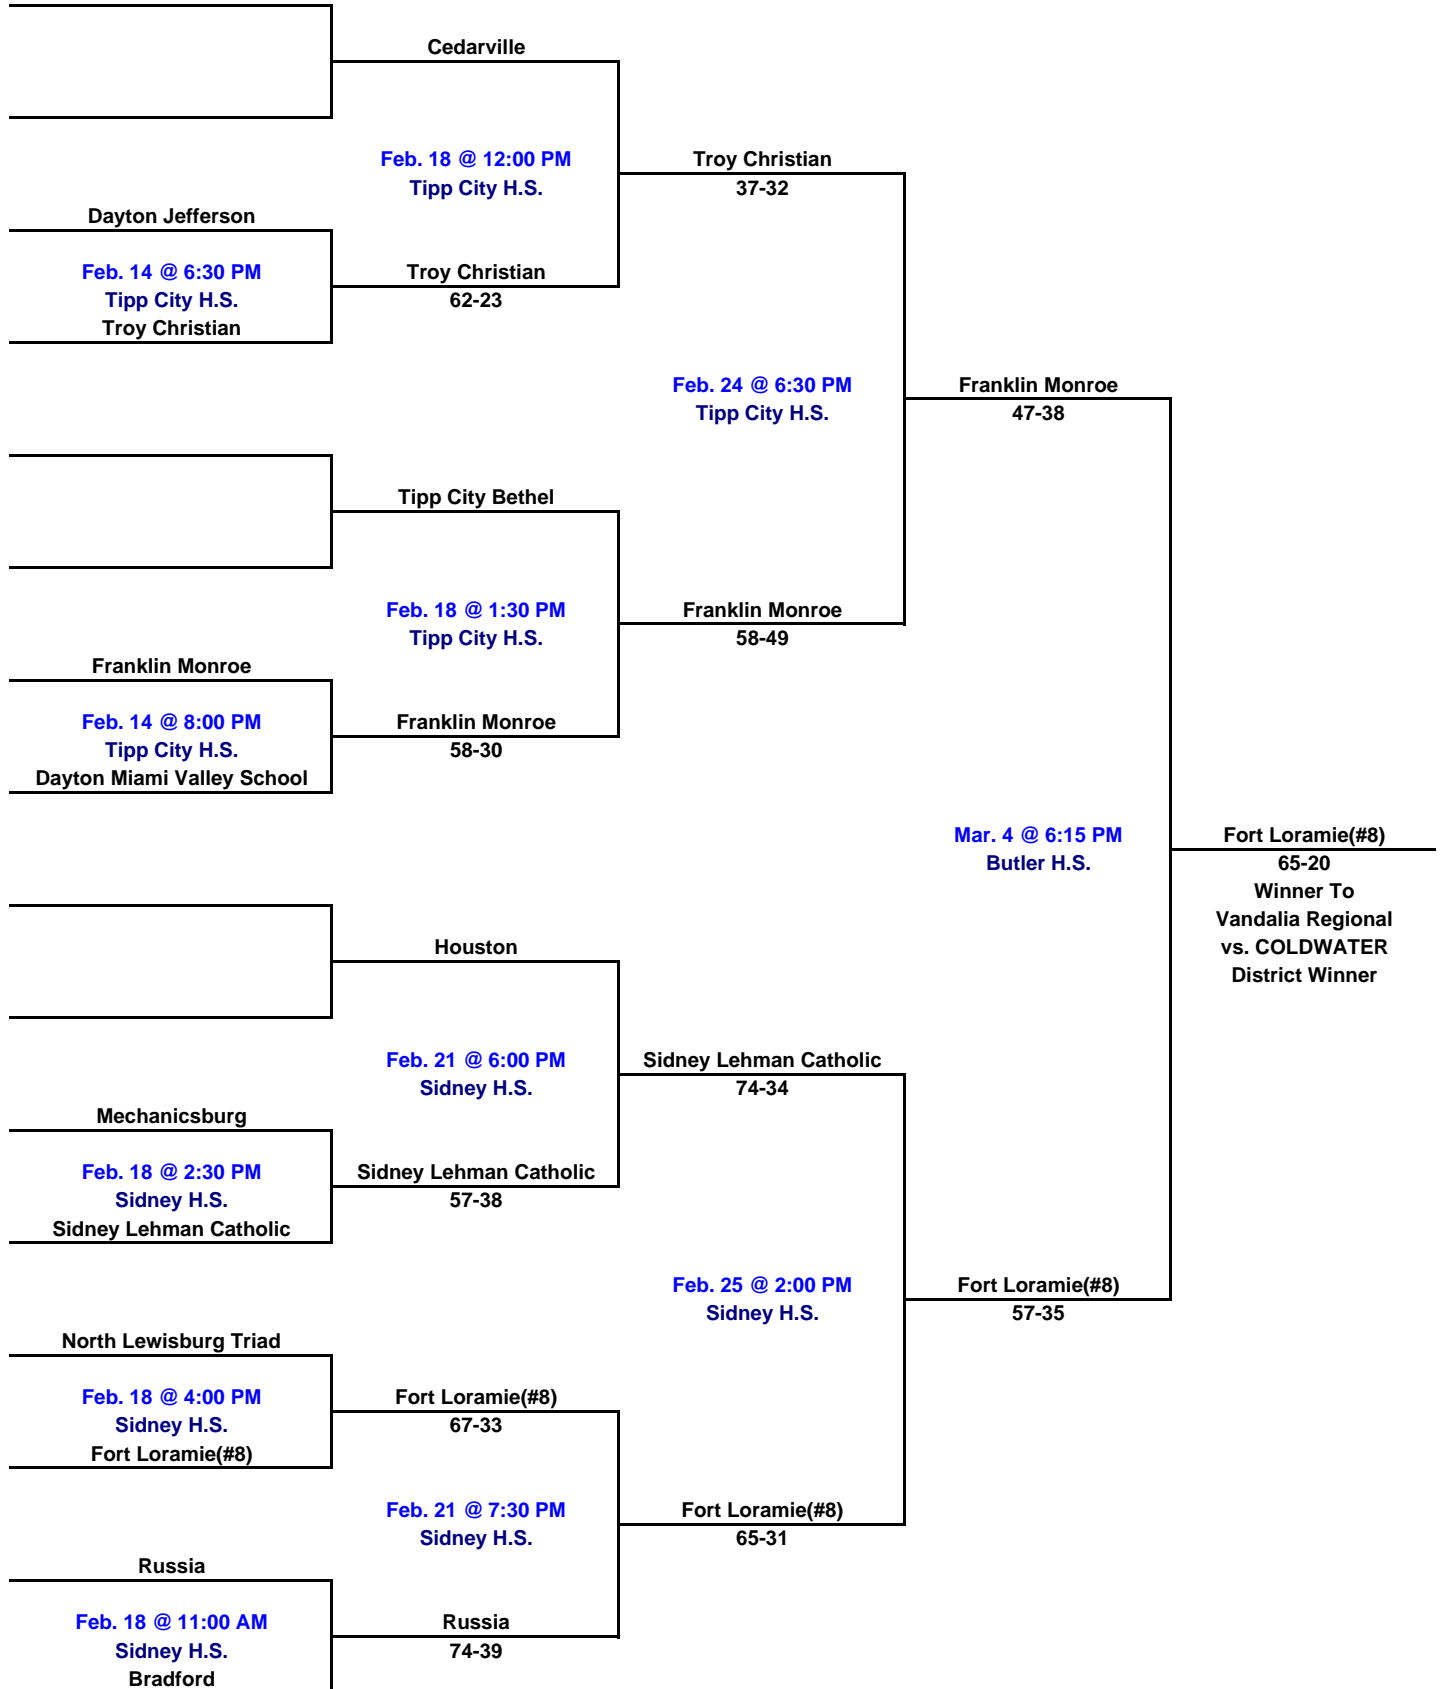 Cedarville
Feb. 18 @ 12:00 PM
Tipp City H.S.
Troy Christian
37-32
Dayton Jefferson
Feb. 14 @ 6:30 PM
Tipp City H.S.
Troy Christian
Troy Christian
62-23
Feb. 24 @ 6:30 PM
Tipp City H.S.
Franklin Monroe
47-38
Tipp City Bethel
Feb. 18 @ 1:30 PM
Tipp City H.S.
Franklin Monroe
58-49
Franklin Monroe
Feb. 14 @ 8:00 PM
Tipp City H.S.
Dayton Miami Valley School
Franklin Monroe
58-30
Mar. 4 @ 6:15 PM
Butler H.S.
Fort Loramie(#8)
65-20
Winner To
Vandalia Regional
vs. COLDWATER
District Winner
Houston
Feb. 21 @ 6:00 PM
Sidney H.S.
Sidney Lehman Catholic
74-34
Mechanicsburg
Feb. 18 @ 2:30 PM
Sidney H.S.
Sidney Lehman Catholic
Sidney Lehman Catholic
57-38
Feb. 25 @ 2:00 PM
Sidney H.S.
Fort Loramie(#8)
57-35
North Lewisburg Triad
Feb. 18 @ 4:00 PM
Sidney H.S.
Fort Loramie(#8)
Fort Loramie(#8)
67-33
Feb. 21 @ 7:30 PM
Sidney H.S.
Fort Loramie(#8)
65-31
Russia
Feb. 18 @ 11:00 AM
Sidney H.S.
Bradford
Russia
74-39